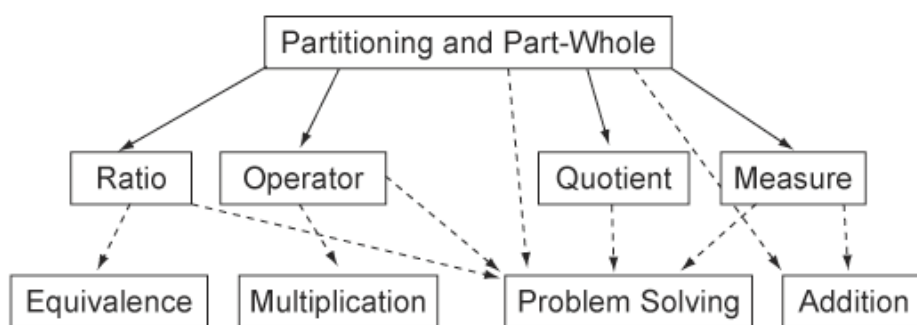 Partitioning and Part-Whole
Ratio
Operator
Quotient
Measure
Equivalence
Multiplication
Problem Solving
Addition